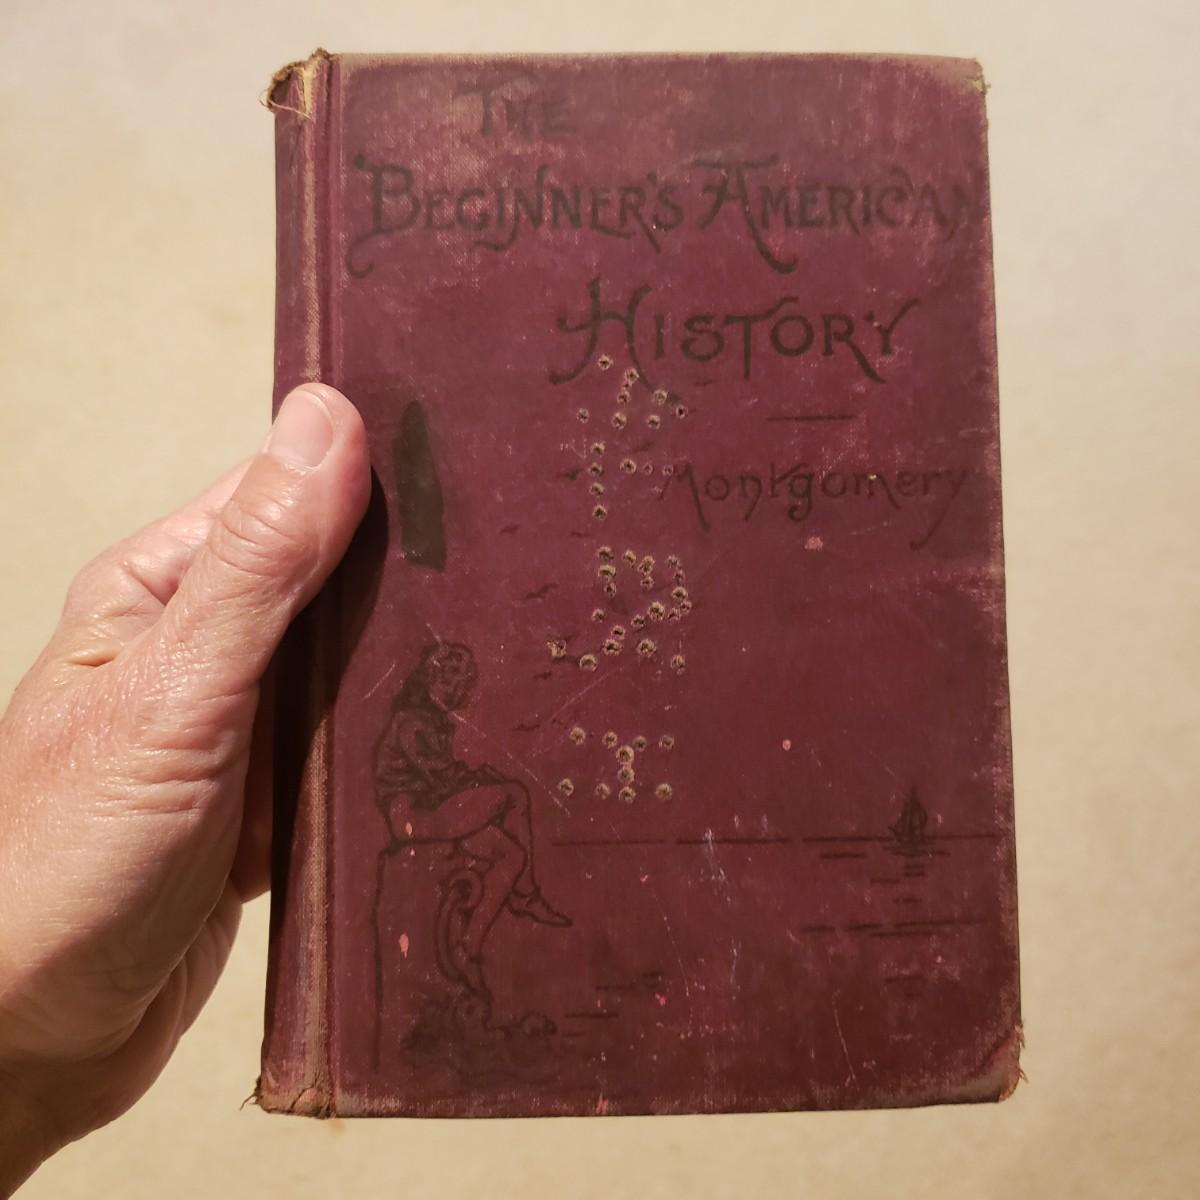 THE
BEGINNER'S AMERICAN
HISTORY
Montgomery